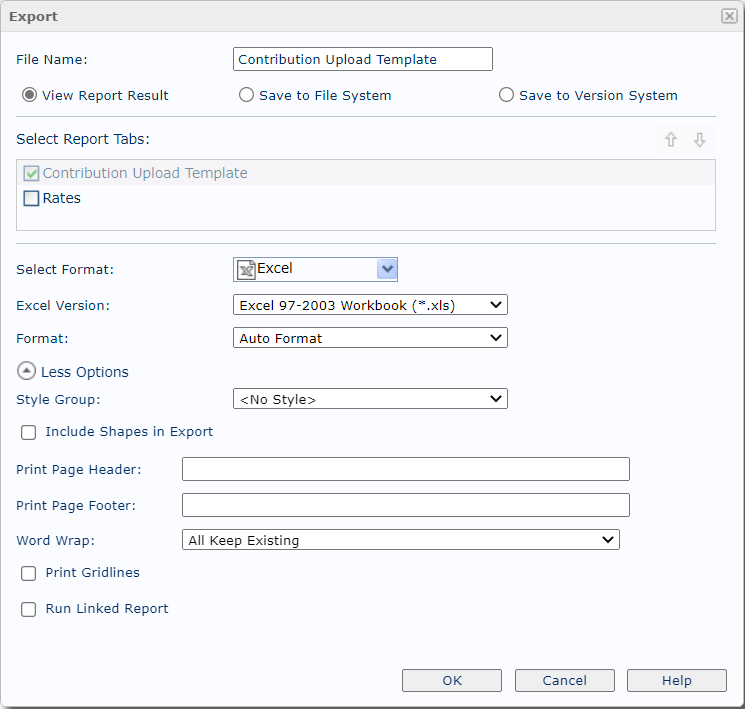 Export
File Name: Contribution Upload Template
View Report Result Save to File System Save to Version System
Select Report Tabs:
Contribution Upload Template
Rates
Select Format: Excel
Excel Version: Excel 97-2003 Workbook (*.xls)
Format: Auto Format
Less Options
Style Group: <No Style>
Include Shapes in Export
Print Page Header:
Print Page Footer:
Word Wrap: All Keep Existing
Print Gridlines
Run Linked Report
OK Cancel Help